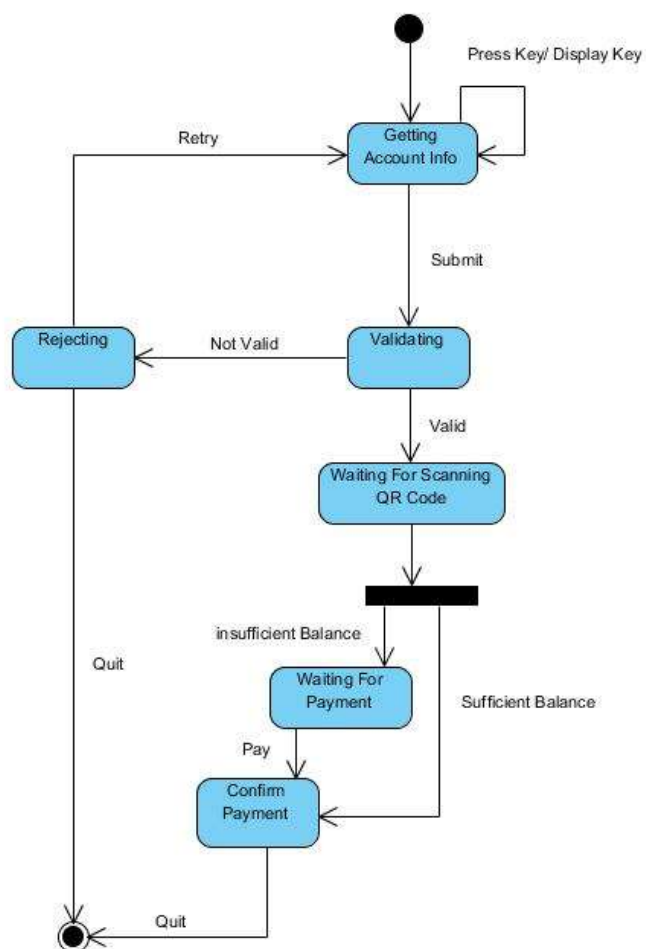 Press Key/ Display Key
Getting
Account Info
Retry
Submit
Rejecting
Not Valid
Validating
Valid
Waiting For Scanning
QR Code
insufficient Balance
Quit
Waiting For
Payment
Sufficient Balance
Pay
Confirm
Payment
Quit